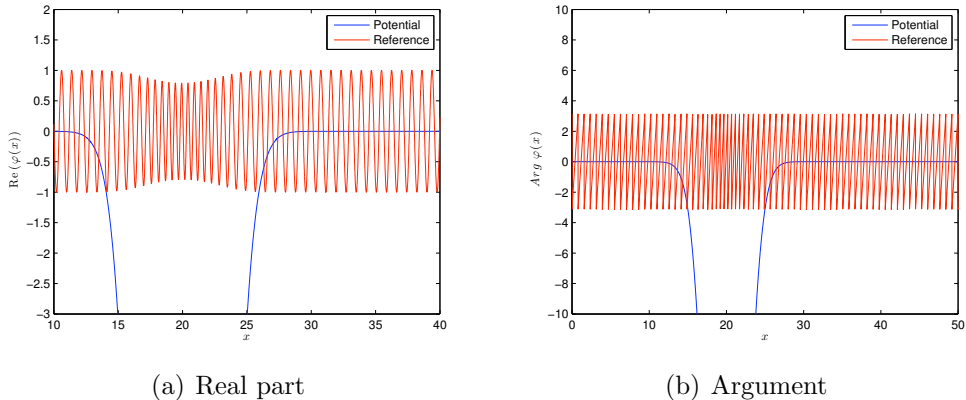 2
1.5
1
0.5
0
−0.5
−1
−1.5
−2
−2.5
−3
Re(φ(x))
10 15 20 25 30 35 40
x
Potential
Reference
(a) Real part
10
8
6
4
2
0
−2
−4
−6
−8
−10
Arg φ(x)
0 10 20 30 40 50
x
Potential
Reference
(b) Argument